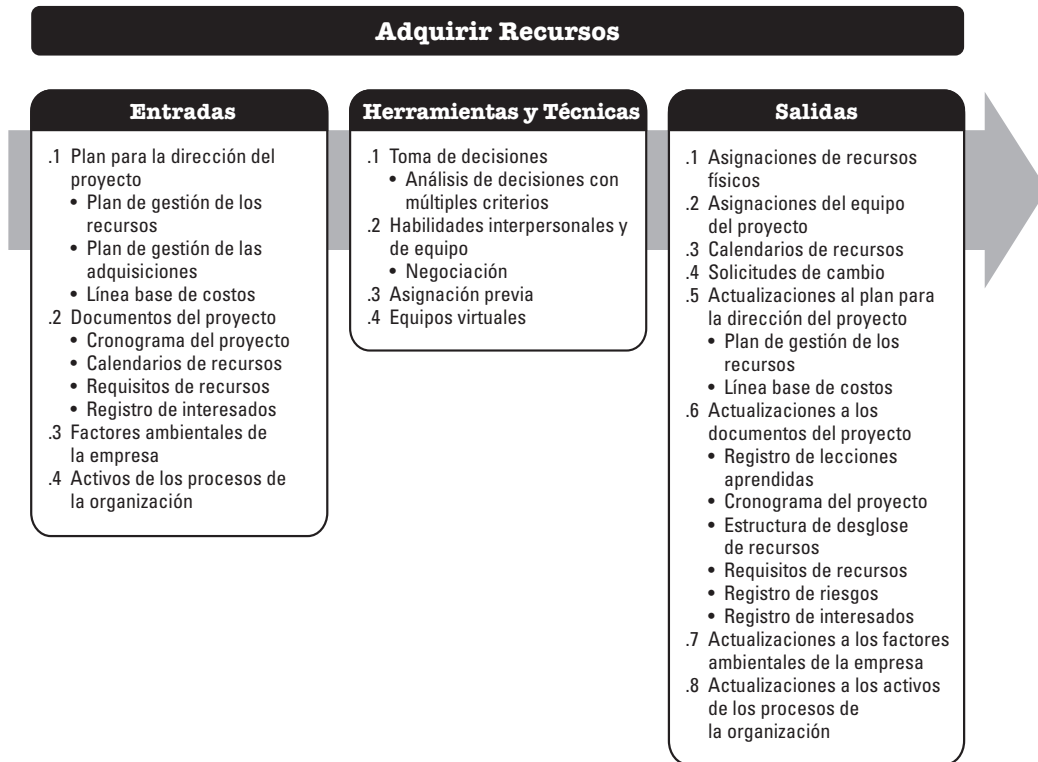 Adquirir Recursos
Entradas
.1 Plan para la dirección del
proyecto
• Plan de gestión de los
recursos
• Plan de gestión de las
adquisiciones
• Línea base de costos
.2 Documentos del proyecto
• Cronograma del proyecto
• Calendarios de recursos
• Requisitos de recursos
• Registro de interesados
.3 Factores ambientales de
la empresa
.4 Activos de los procesos de
la organización
Herramientas y Técnicas
.1 Toma de decisiones
• Análisis de decisiones con
múltiples criterios
.2 Habilidades interpersonales y
de equipo
• Negociación
.3 Asignación previa
.4 Equipos virtuales
Salidas
.1 Asignaciones de recursos
físicos
.2 Asignaciones del equipo
del proyecto
.3 Calendarios de recursos
.4 Solicitudes de cambio
.5 Actualizaciones al plan para
la dirección del proyecto
• Plan de gestión de los
recursos
• Línea base de costos
.6 Actualizaciones a los
documentos del proyecto
• Registro de lecciones
aprendidas
• Cronograma del proyecto
• Estructura de desglose
de recursos
• Requisitos de recursos
• Registro de riesgos
• Registro de interesados
.7 Actualizaciones a los factores
ambientales de la empresa
.8 Actualizaciones a los activos
de los procesos de
la organización